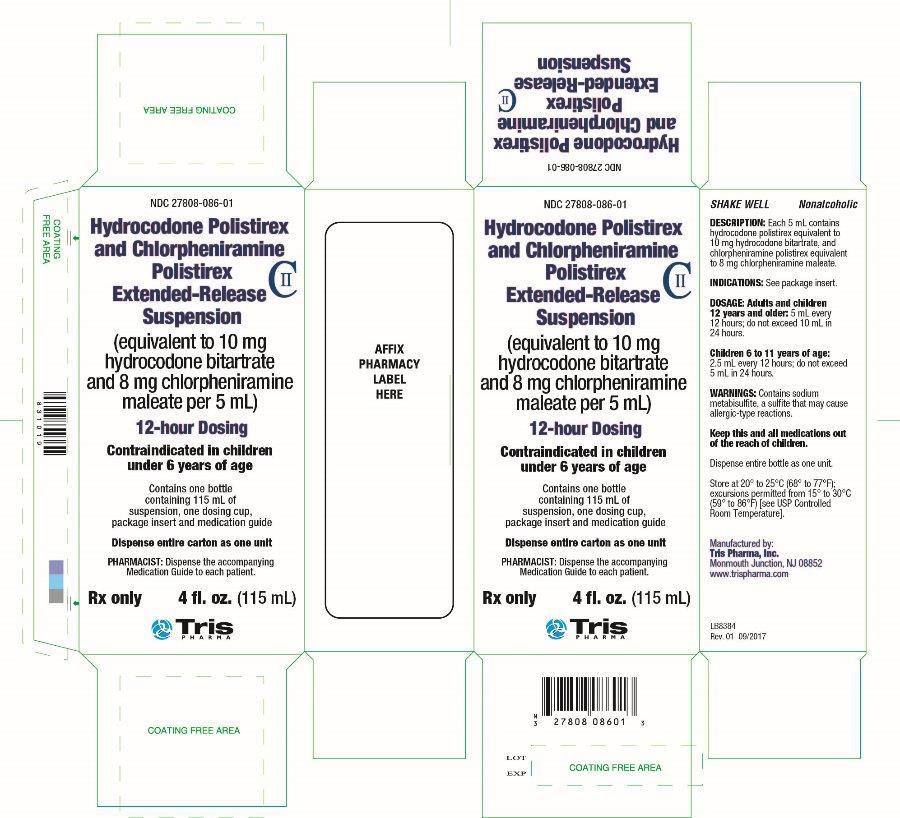 COATING FREE AREA
COATING
FREE AREA
831019
NDC 27808-086-01
Hydrocodone Polistirex
and Chlorpheniramine
Polistirex
Extended-Release
Suspension
CII
(equivalent to 10 mg
hydrocodone bitartrate
and 8 mg chlorpheniramine
maleate per 5 mL)
12-hour Dosing
Contraindicated in children
under 6 years of age
Contains one bottle
containing 115 mL of
suspension, one dosing cup,
package insert and medication guide
Dispense entire carton as one unit
PHARMACIST: Dispense the accompanying
Medication Guide to each patient.
Rx only 4 fl. oz. (115 mL)
Tris
PHARMA
COATING FREE AREA
AFFIX
PHARMACY
LABEL
HERE
NDC 27808-086-01
Hydrocodone Polistirex
and Chlorpheniramine
Polistirex
Extended-Release
Suspension
CII
NDC 27808-086-01
Hydrocodone Polistirex
and Chlorpheniramine
Polistirex
Extended-Release
Suspension
CII
(equivalent to 10 mg
hydrocodone bitartrate
and 8 mg chlorpheniramine
maleate per 5 mL)
12-hour Dosing
Contraindicated in children
under 6 years of age
Contains one bottle
containing 115 mL of
suspension, one dosing cup,
package insert and medication guide
Dispense entire carton as one unit
PHARMACIST: Dispense the accompanying
Medication Guide to each patient.
Rx only 4 fl. oz. (115 mL)
Tris
PHARMA
N
3 27808 08601 3
LOT
EXP
COATING FREE AREA
SHAKE WELL Nonalcoholic
DESCRIPTION: Each 5 mL contains
hydrocodone polistirex equivalent to
10 mg hydrocodone bitartrate, and
chlorpheniramine polistirex equivalent
to 8 mg chlorpheniramine maleate.
INDICATIONS: See package insert.
DOSAGE: Adults and children
12 years and older: 5 mL every
12 hours; do not exceed 10 mL in
24 hours.
Children 6 to 11 years of age:
2.5 mL every 12 hours; do not exceed
5 mL in 24 hours.
WARNINGS: Contains sodium
metabisulfite, a sulfite that may cause
allergic-type reactions.
Keep this and all medications out
of the reach of children.
Dispense entire bottle as one unit.
Store at 20° to 25°C (68° to 77°F);
excursions permitted from 15° to 30°C
(59° to 86°F) [see USP Controlled
Room Temperature].
Manufactured by:
Tris Pharma, Inc.
Monmouth Junction, NJ 08852
www.trispharma.com
LB8384
Rev. 01 09/2017